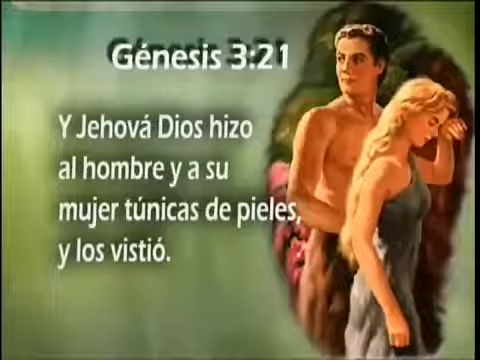 Génesis 3:21
Y Jehová Dios hizo
al hombre y a su
mujer túnicas de pieles,
y los vistió.